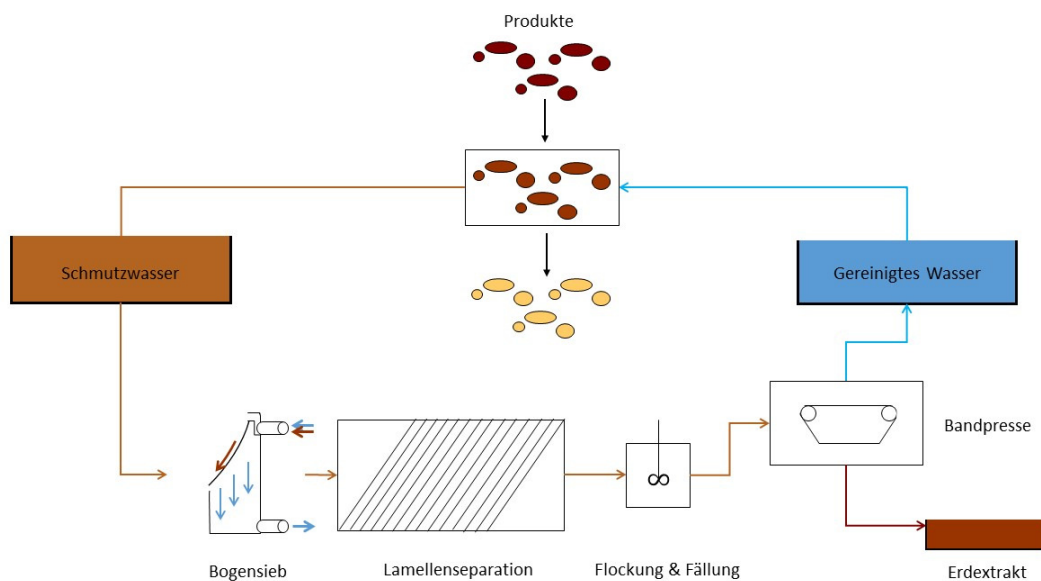 Produkte
Schmutzwasser
Gereinigtes Wasser
Bandpresse
Bogensieb
Lamellenseparation
Flockung & Fällung
Erdextrakt